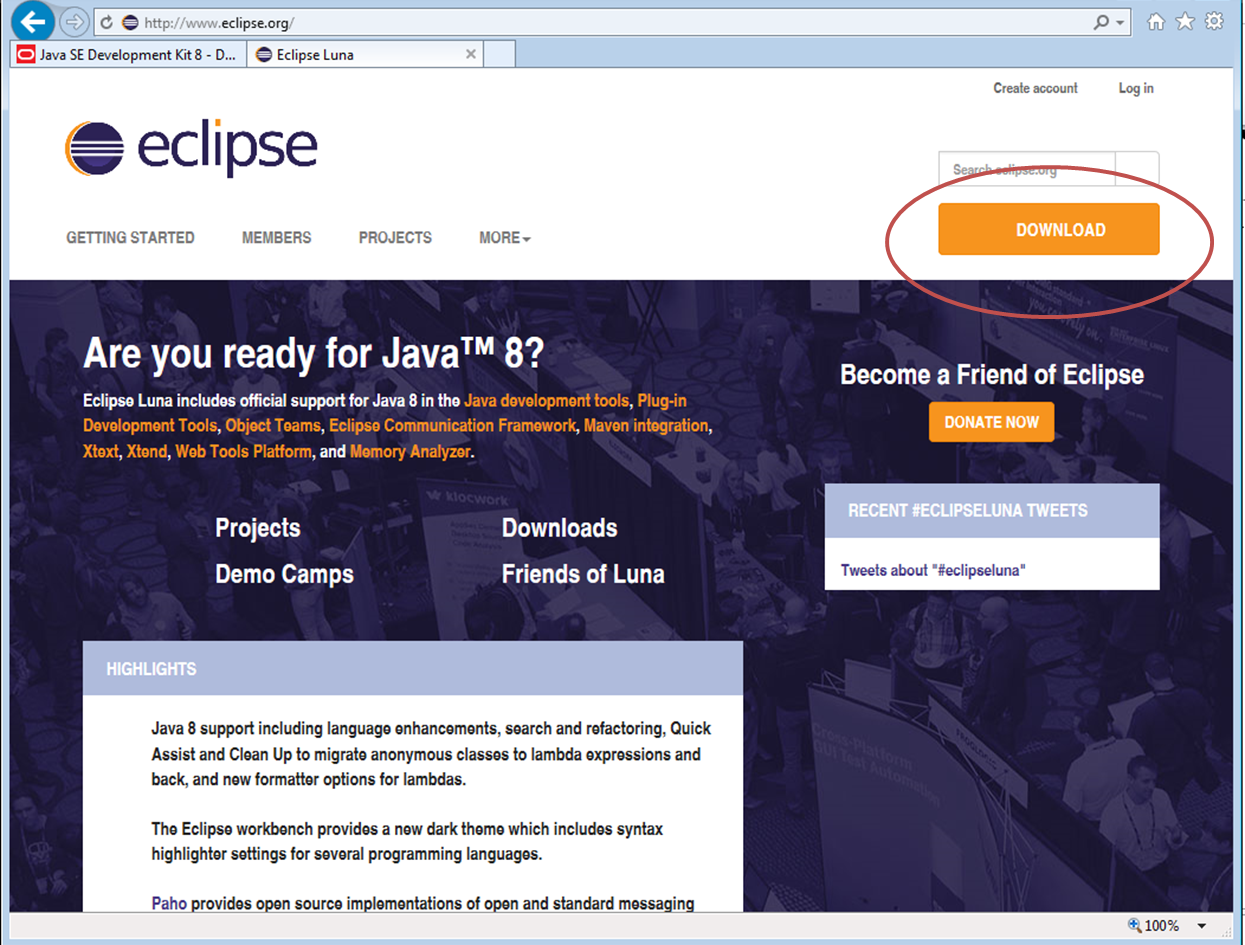 http://www.eclipse.org/
Java SE Development Kit 8 - D...
Eclipse Luna
Create account
Log in
eclipse
Search eclipse.org
DOWNLOAD
GETTING STARTED
MEMBERS
PROJECTS
MORE
Are you ready for Java™ 8?
Eclipse Luna includes official support for Java 8 in the Java development tools, Plug-in
Development Tools, Object Teams, Eclipse Communication Framework, Maven integration,
Xtext, Xtend, Web Tools Platform, and Memory Analyzer.
Become a Friend of Eclipse
DONATE NOW
klocwork
Projects
Downloads
Demo Camps
Friends of Luna
RECENT #ECLIPSELUNA TWEETS
Tweets about "#eclipseluna"
HIGHLIGHTS
Java 8 support including language enhancements, search and refactoring, Quick
Assist and Clean Up to migrate anonymous classes to lambda expressions and
back, and new formatter options for lambdas.
The Eclipse workbench provides a new dark theme which includes syntax
highlighter settings for several programming languages.
Paho provides open source implementations of open and standard messaging
Cross-Platform
GUI Test Automation
FROGLOGIC
100%